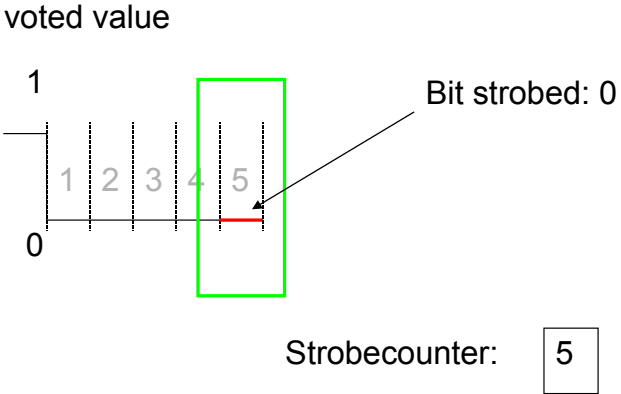 voted value
1
Bit strobed: 0
1 2 3 4 5
0
Strobecounter: 5